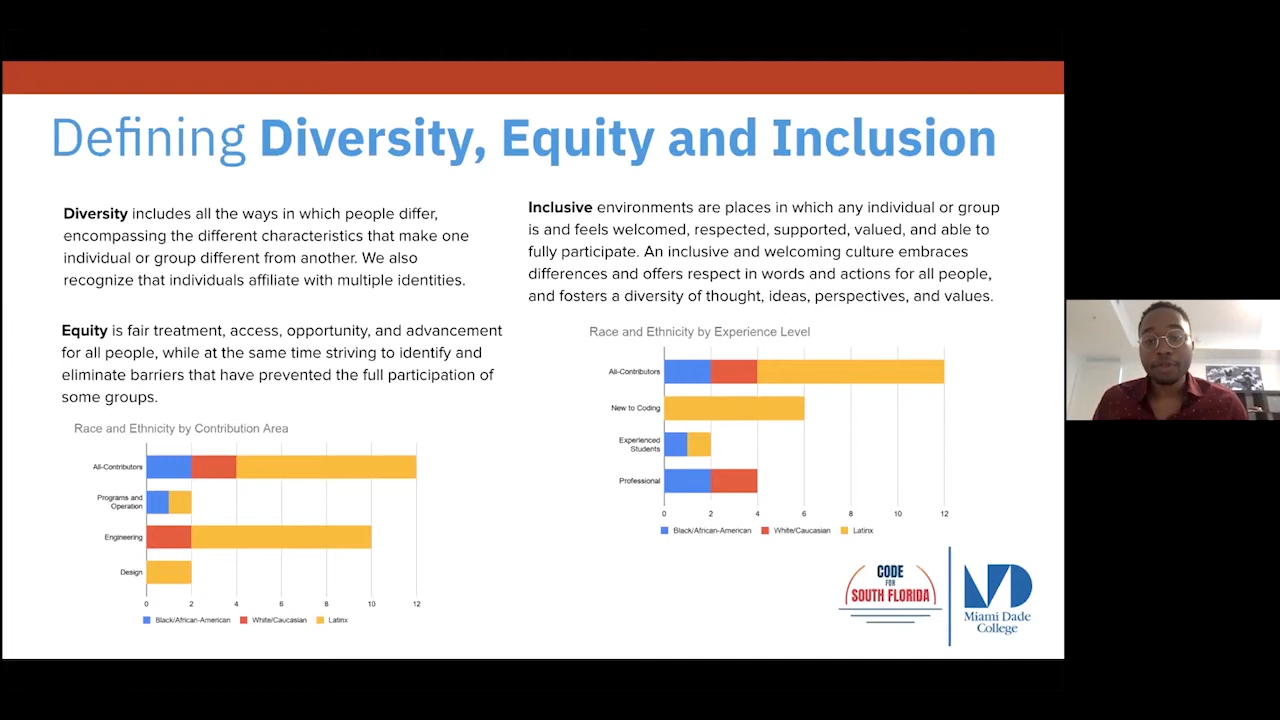 Defining Diversity, Equity and Inclusion
Diversity includes all the ways in which people differ,
encompassing the different characteristics that make one
individual or group different from another. We also
recognize that individuals affiliate with multiple identities.
Equity is fair treatment, access, opportunity, and advancement
for all people, while at the same time striving to identify and
eliminate barriers that have prevented the full participation of
some groups.
Race and Ethnicity by Contribution Area
All-Contributors
Programs and
Operation
Engineering
Design
0 2 4 6 8 10 12
Black/African-American White/Caucasian Latinx
Inclusive environments are places in which any individual or group
is and feels welcomed, respected, supported, valued, and able to
fully participate. An inclusive and welcoming culture embraces
differences and offers respect in words and actions for all people,
and fosters a diversity of thought, ideas, perspectives, and values.
Race and Ethnicity by Experience Level
All-Contributors
New to Coding
Experienced
Students
Professional
0 2 4 6 8 10 12
Black/African-American White/Caucasian Latinx
CODE
FOR
SOUTH FLORIDA
MD
Miami Dade
College